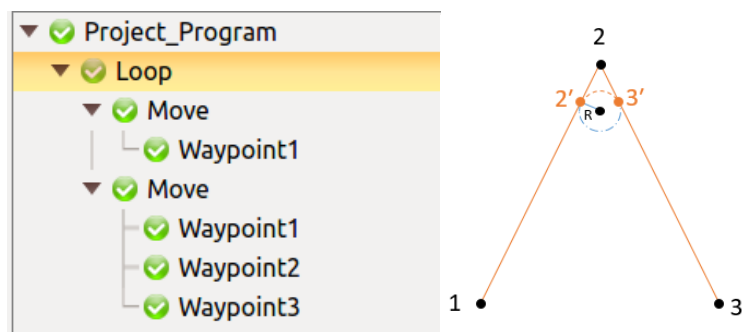 Project_Program
Loop
Move
Waypoint1
Move
Waypoint1
Waypoint2
Waypoint3
2
2′ 3′
R
1 3